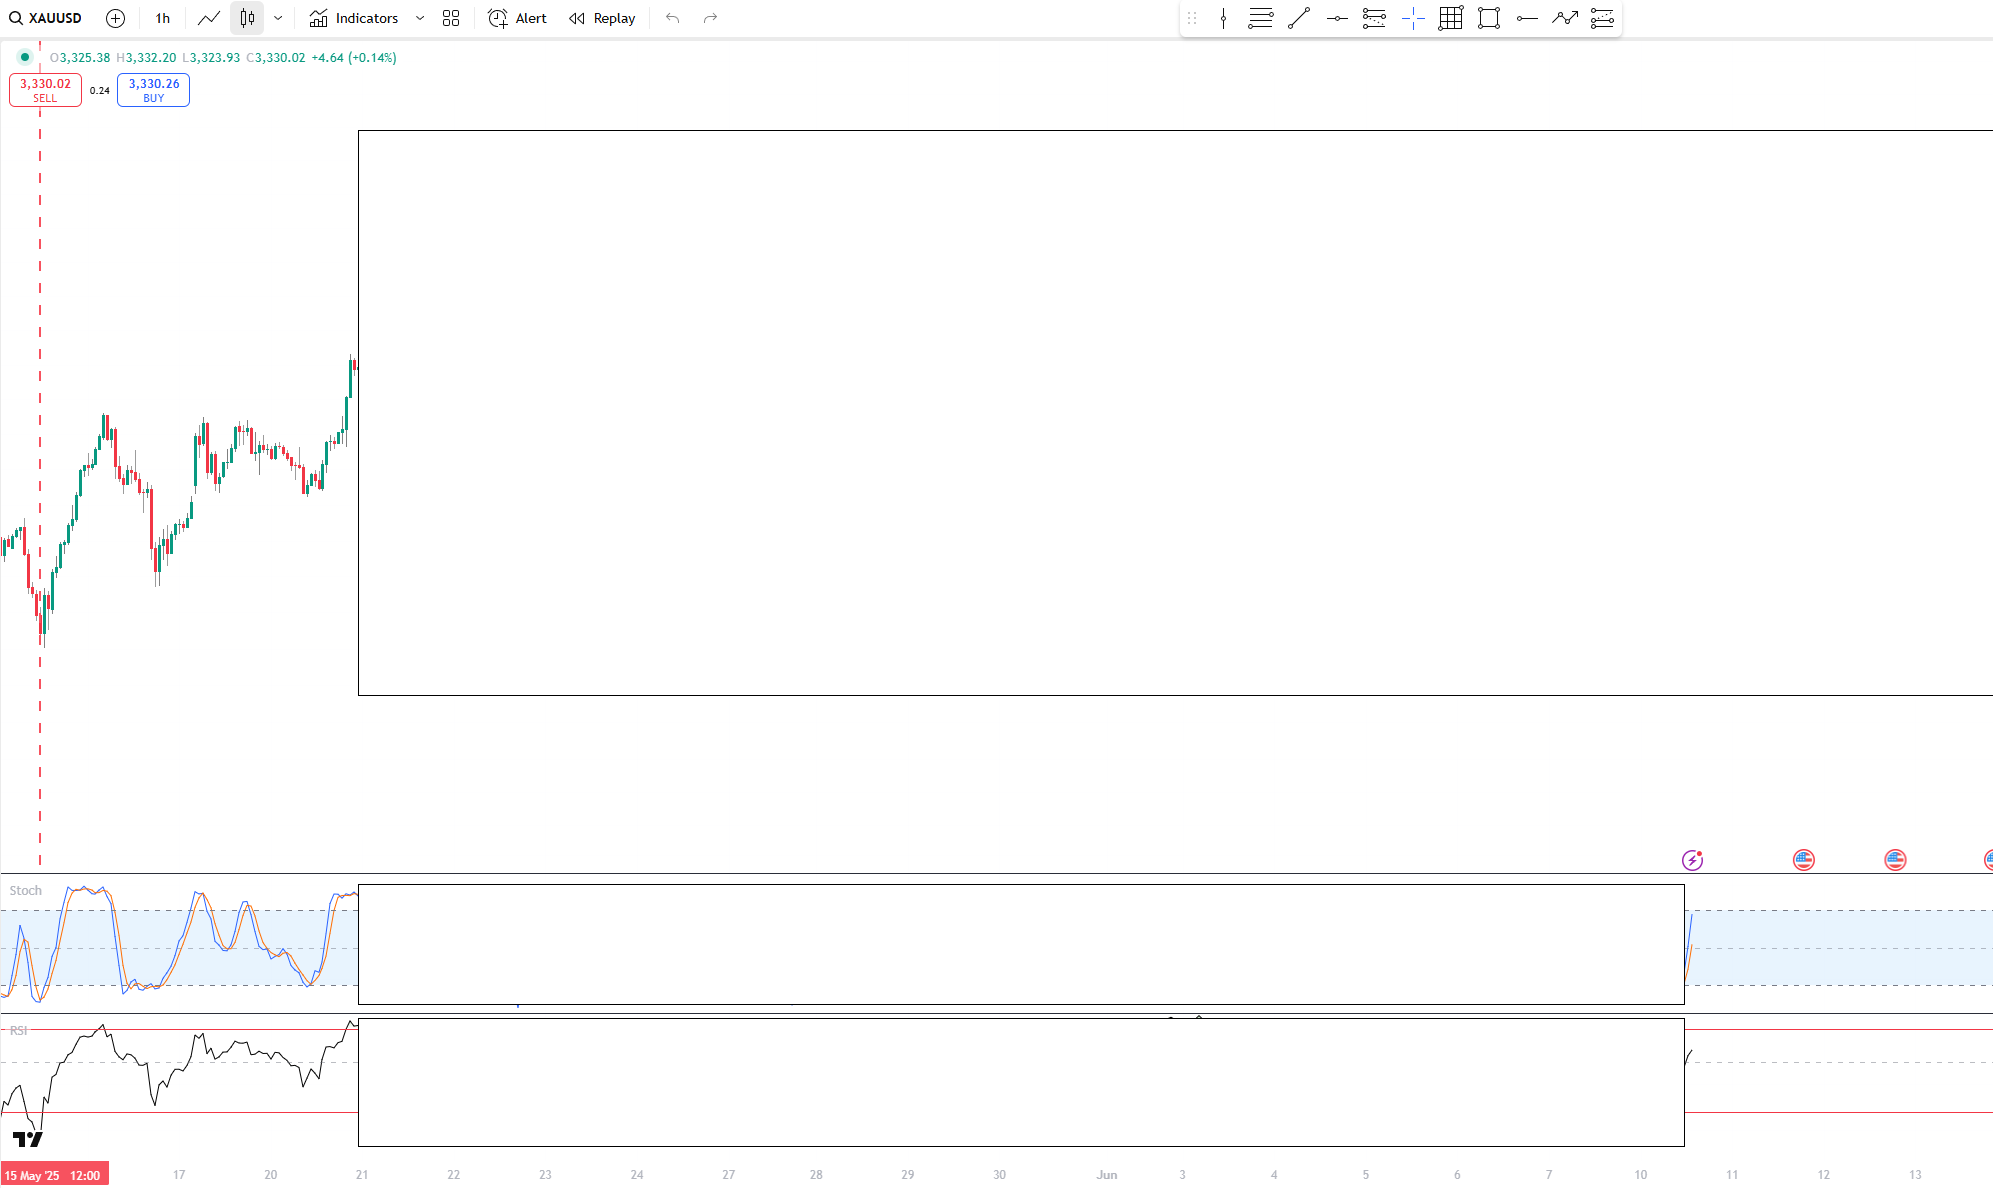 XAUUSD 1h Indicators Alert Replay
O3,325.38 H3,332.20 L3,323.93 C3,330.02 +4.64 (+0.14%)
3,330.02 SELL 0.24 3,330.26 BUY
Stoch
RSI
15 May '25 12:00 17 20 21 22 23 24 27 28 29 30 Jun 3 4 5 6 7 10 11 12 13